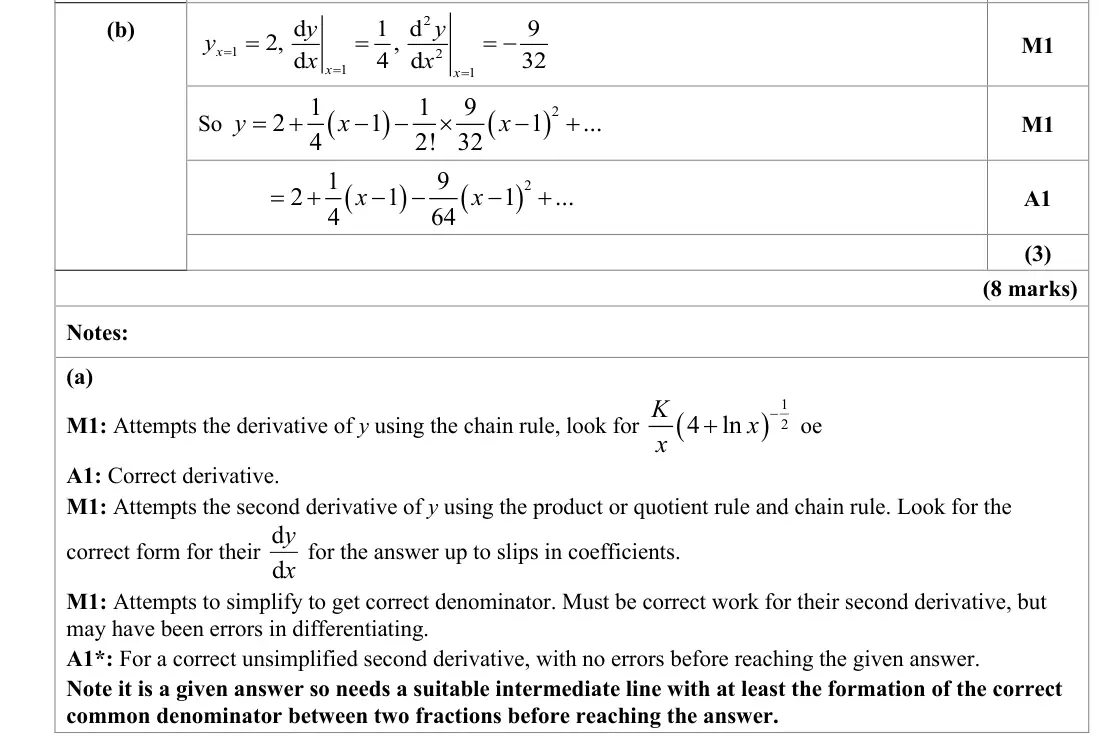 (b) y_{x=1} = 2, dy/dx|_{x=1} = 1/4, d²y/dx²|_{x=1} = −9/32 M1
So y = 2 + 1/4(x−1) − 1/2! × 9/32(x−1)² + ... M1
= 2 + 1/4(x−1) − 9/64(x−1)² + ... A1
(3)
(8 marks)
Notes:
(a)
M1: Attempts the derivative of y using the chain rule, look for K/x(4 + ln x)^{−1/2} oe
A1: Correct derivative.
M1: Attempts the second derivative of y using the product or quotient rule and chain rule. Look for the
correct form for their dy/dx for the answer up to slips in coefficients.
M1: Attempts to simplify to get correct denominator. Must be correct work for their second derivative, but
may have been errors in differentiating.
A1*: For a correct unsimplified second derivative, with no errors before reaching the given answer.
Note it is a given answer so needs a suitable intermediate line with at least the formation of the correct
common denominator between two fractions before reaching the answer.